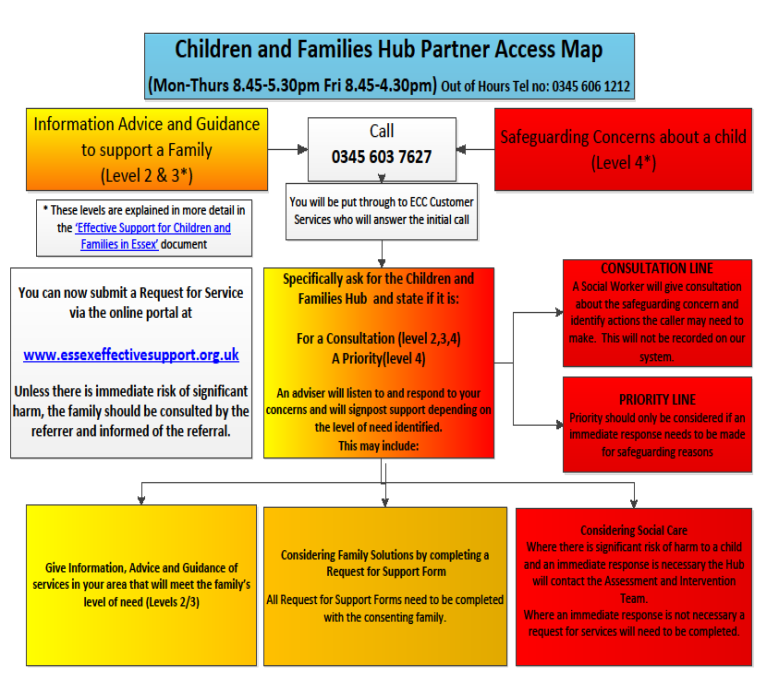 Children and Families Hub Partner Access Map
(Mon-Thurs 8.45-5.30pm Fri 8.45-4.30pm) Out of Hours Tel no: 0345 606 1212
Information Advice and Guidance
to support a Family
(Level 2 & 3*)
Call
0345 603 7627
Safeguarding Concerns about a child
(Level 4*)
* These levels are explained in more detail in
the 'Effective Support for Children and
Families in Essex' document
You will be put through to ECC Customer
Services who will answer the initial call
You can now submit a Request for Service
via the online portal at
www.essexeffectivesupport.org.uk
Unless there is immediate risk of significant
harm, the family should be consulted by the
referrer and informed of the referral.
Specifically ask for the Children and
Families Hub and state if it is:
For a Consultation (level 2,3,4)
A Priority(level 4)
An adviser will listen to and respond to your
concerns and will signpost support depending on
the level of need identified.
This may include:
CONSULTATION LINE
A Social Worker will give consultation
about the safeguarding concern and
identify actions the caller may need to
make. This will not be recorded on our
system.
PRIORITY LINE
Priority should only be considered if an
immediate response needs to be made
for safeguarding reasons
Give Information, Advice and Guidance of
services in your area that will meet the family's
level of need (Levels 2/3)
Considering Family Solutions by completing a
Request for Support Form
All Request for Support Forms need to be completed
with the consenting family.
Considering Social Care
Where there is significant risk of harm to a child
and an immediate response is necessary the Hub
will contact the Assessment and Intervention
Team.
Where an immediate response is not necessary a
request for services will need to be completed.